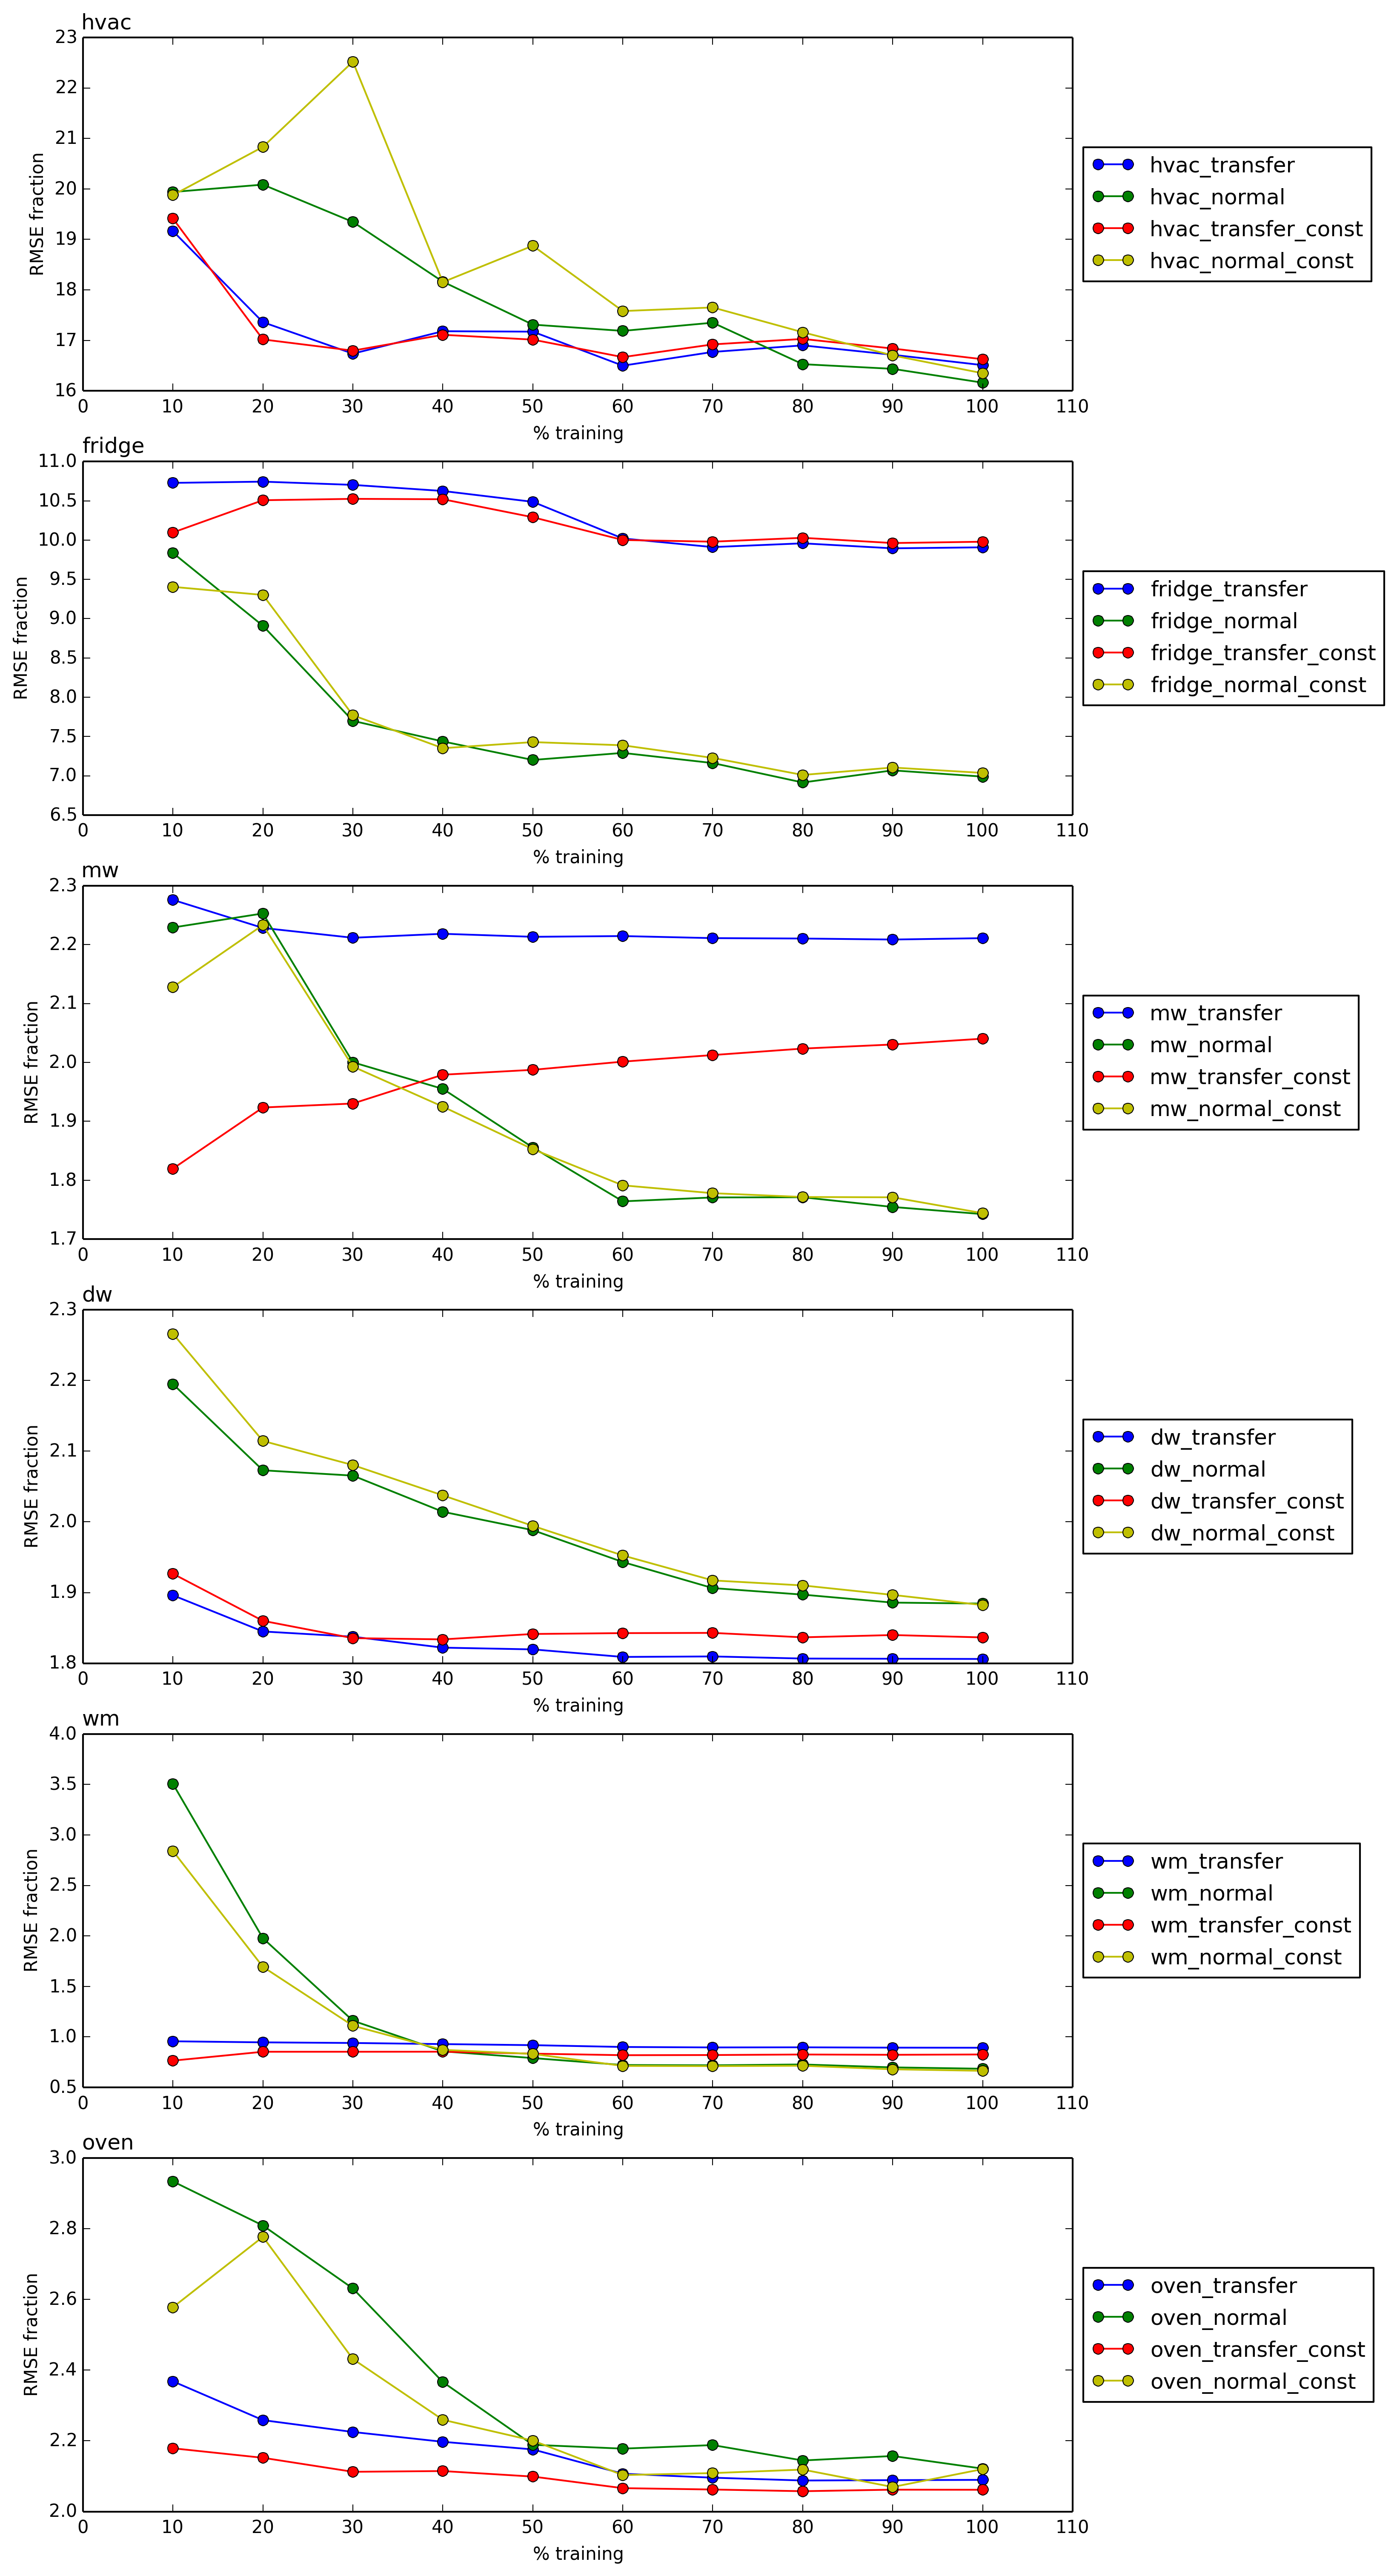 hvac
23
22
21
20
19
18
17
16
RMSE fraction
0 10 20 30 40 50 60 70 80 90 100 110
% training
hvac_transfer
hvac_normal
hvac_transfer_const
hvac_normal_const
fridge
11.0
10.5
10.0
9.5
9.0
8.5
8.0
7.5
7.0
6.5
RMSE fraction
0 10 20 30 40 50 60 70 80 90 100 110
% training
fridge_transfer
fridge_normal
fridge_transfer_const
fridge_normal_const
mw
2.3
2.2
2.1
2.0
1.9
1.8
1.7
RMSE fraction
0 10 20 30 40 50 60 70 80 90 100 110
% training
mw_transfer
mw_normal
mw_transfer_const
mw_normal_const
dw
2.3
2.2
2.1
2.0
1.9
1.8
RMSE fraction
0 10 20 30 40 50 60 70 80 90 100 110
% training
dw_transfer
dw_normal
dw_transfer_const
dw_normal_const
wm
4.0
3.5
3.0
2.5
2.0
1.5
1.0
0.5
RMSE fraction
0 10 20 30 40 50 60 70 80 90 100 110
% training
wm_transfer
wm_normal
wm_transfer_const
wm_normal_const
oven
3.0
2.8
2.6
2.4
2.2
2.0
RMSE fraction
0 10 20 30 40 50 60 70 80 90 100 110
% training
oven_transfer
oven_normal
oven_transfer_const
oven_normal_const